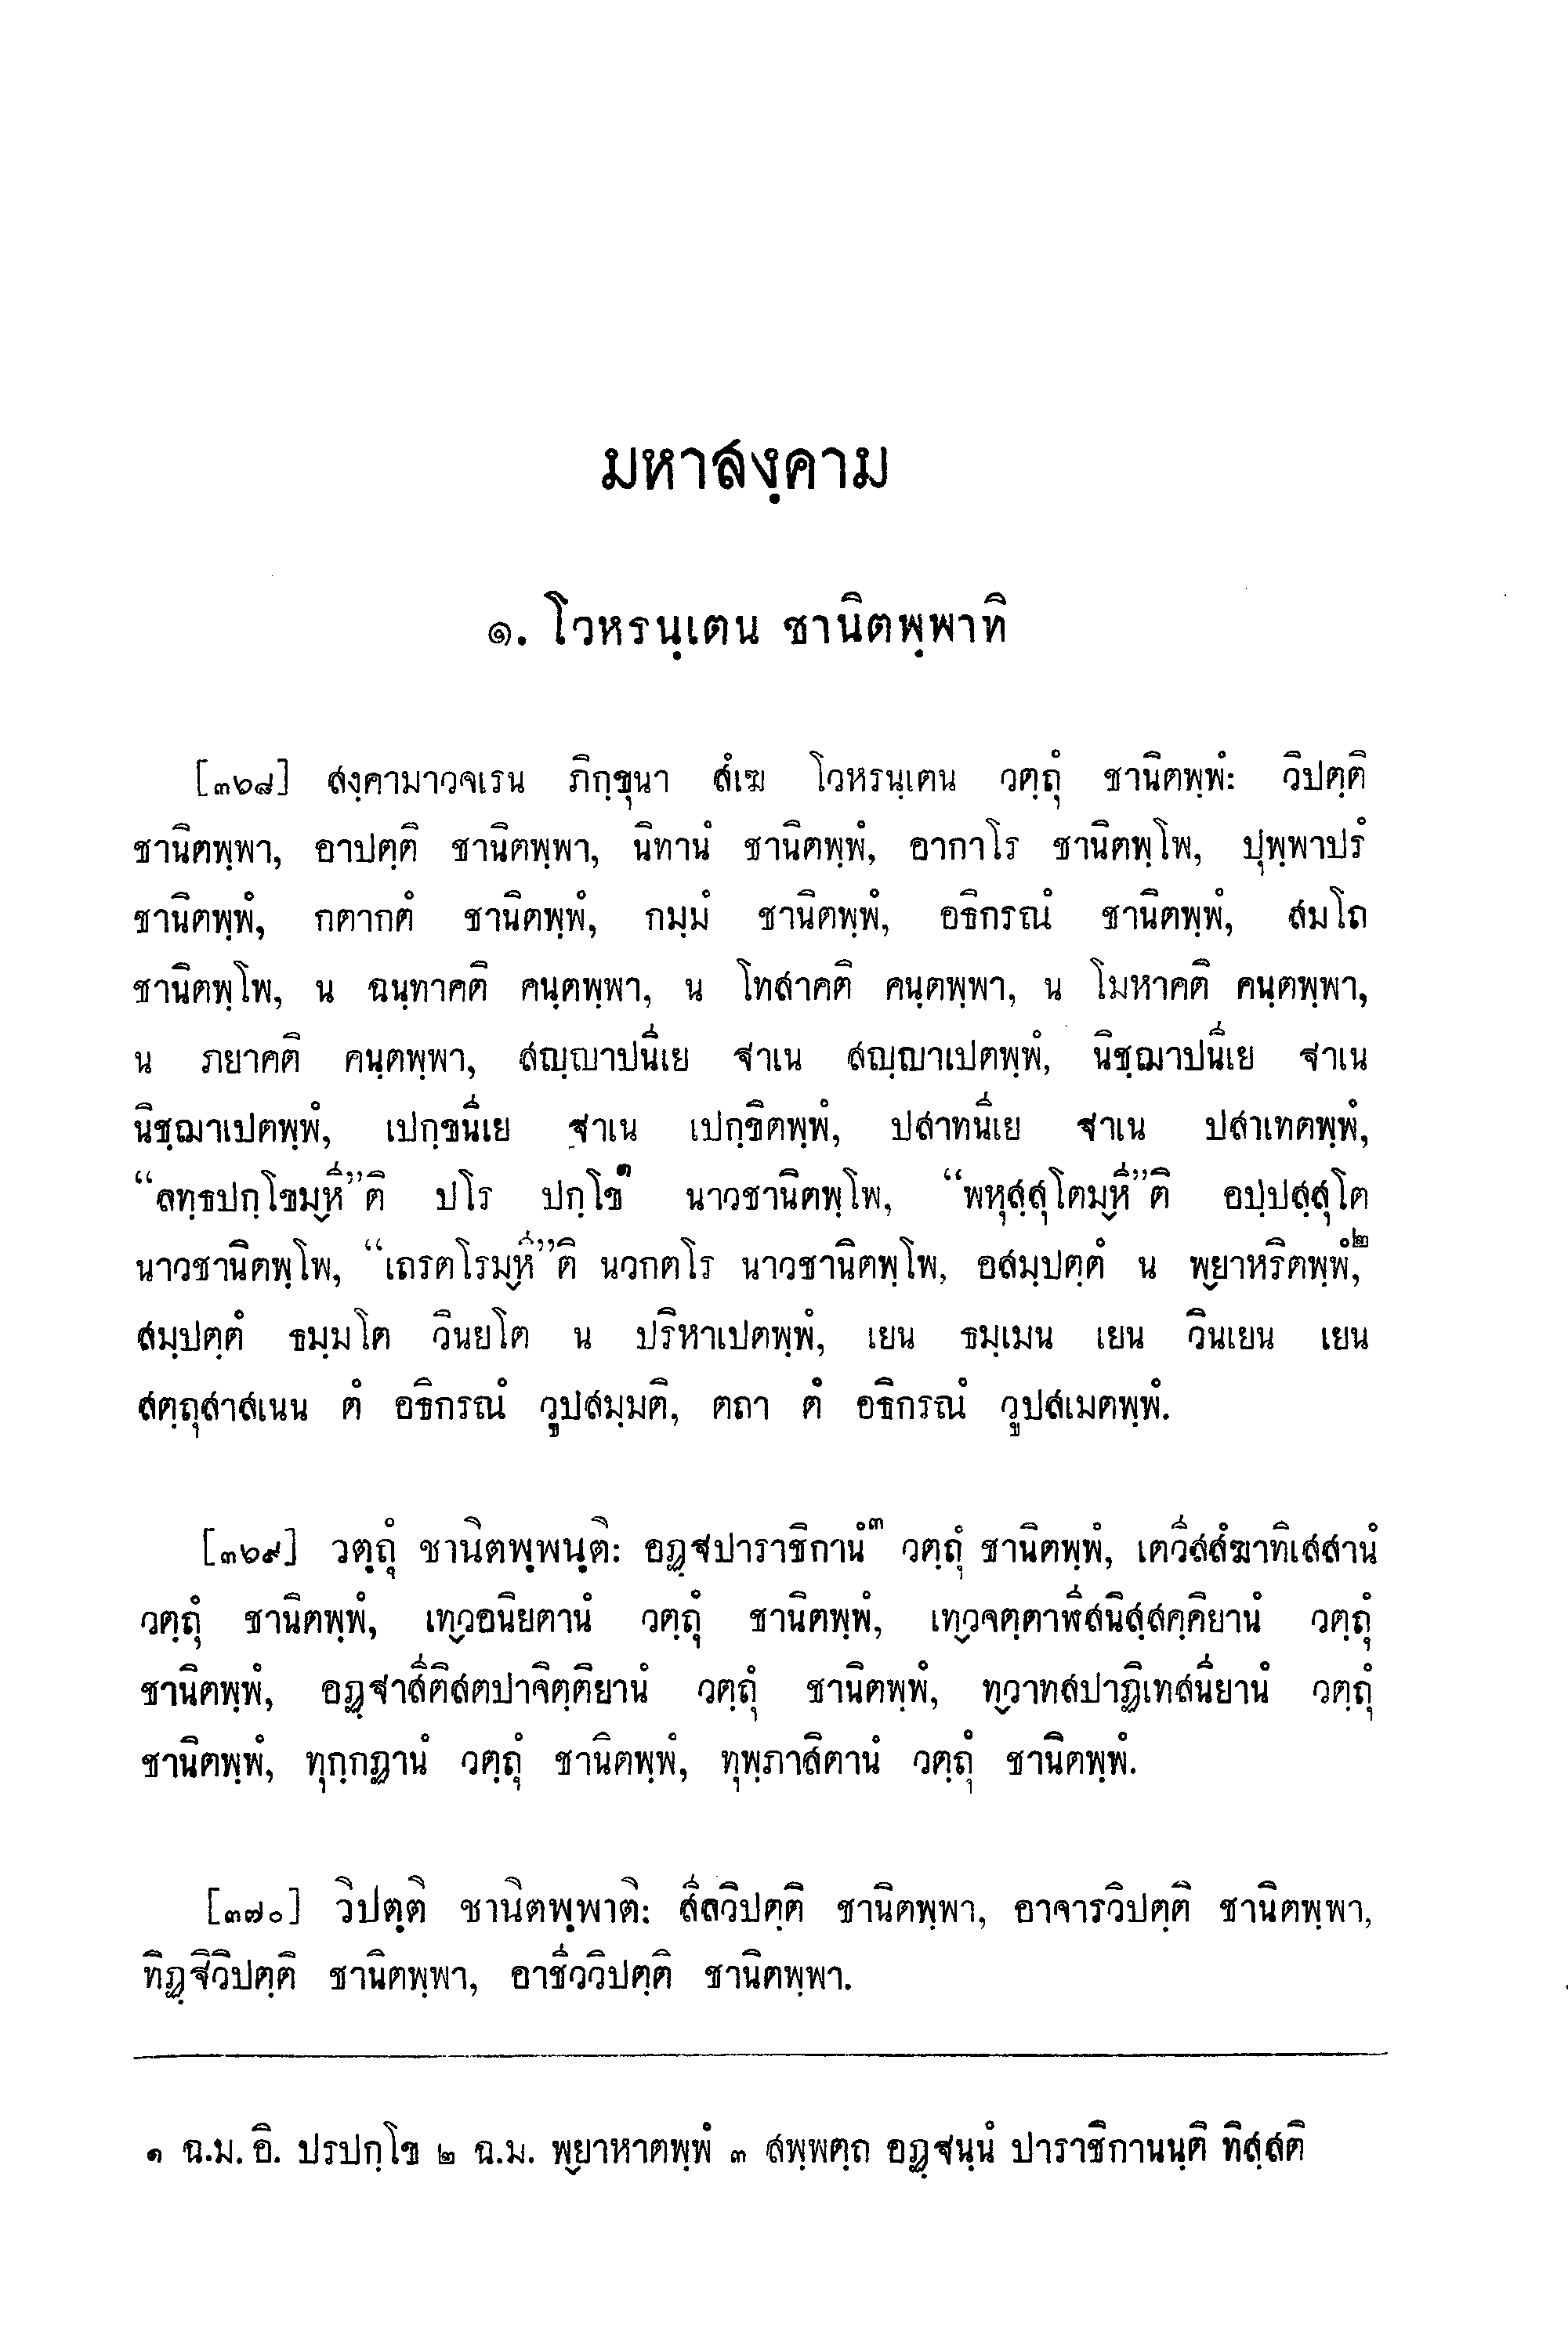 มหาสงฺคาม
๑. โวหรนฺเตน ชานิตพฺพาทิ
[๓๖๘] สงฺคามาวจเรน ภิกฺขุนา สํเฆ โวหรนฺเตน วตฺถุํ ชานิตพฺพํ: วิปตฺติ
ชานิตพฺพา, อาปตฺติ ชานิตพฺพา, นิทานํ ชานิตพฺพํ, อากาโร ชานิตพฺโพ, ปุพฺพาปรํ
ชานิตพฺพํ, กตากตํ ชานิตพฺพํ, กมฺมํ ชานิตพฺพํ, อธิกรณํ ชานิตพฺพํ, สมโถ
ชานิตพฺโพ, น ฉนฺทาคติ คนฺตพฺพา, น โทสาคติ คนฺตพฺพา, น โมหาคติ คนฺตพฺพา,
น ภยาคติ คนฺตพฺพา, สญฺญาปนีเย ฐาเน สญฺญาเปตพฺพํ, นิชฺฌาปนีเย ฐาเน
นิชฺฌาเปตพฺพํ, เปกฺขนีเย ฐาเน เปกฺขิตพฺพํ, ปสาทนีเย ฐาเน ปสาเทตพฺพํ,
“ลทฺธปกฺโขมฺหี”ติ ปโร ปกฺโข๑ นาวชานิตพฺโพ, “พหุสฺสุโตมฺหี”ติ อปฺปสฺสุโต
นาวชานิตพฺโพ, “เถรตโรมฺหี”ติ นวกตโร นาวชานิตพฺโพ, อสมฺปตฺตํ น พฺยาหริตพฺพํ,๒
สมฺปตฺตํ ธมฺมโต วินยโต น ปริหาเปตพฺพํ, เยน ธมฺเมน เยน วินเยน เยน
สตฺถุสาสเนน ตํ อธิกรณํ วูปสมฺมติ, ตถา ตํ อธิกรณํ วูปสเมตพฺพํ.
[๓๖๙] วตฺถุํ ชานิตพฺพนฺติ: อฏฺฐปาราชิกานํ๓ วตฺถุํ ชานิตพฺพํ, เตวีสสํฆาทิเสสานํ
วตฺถุํ ชานิตพฺพํ, เทฺวอนิยตานํ วตฺถุํ ชานิตพฺพํ, เทฺวจตฺตาฬีสนิสฺสคฺคิยานํ วตฺถุํ
ชานิตพฺพํ, อฏฺฐาสีติสตปาจิตฺติยานํ วตฺถุํ ชานิตพฺพํ, ทฺวาทสปาฏิเทสนียานํ วตฺถุํ
ชานิตพฺพํ, ทุกฺกฏานํ วตฺถุํ ชานิตพฺพํ, ทุพฺภาสิตานํ วตฺถุํ ชานิตพฺพํ.
[๓๗๐] วิปตฺติ ชานิตพฺพาติ: สีลวิปตฺติ ชานิตพฺพา, อาจารวิปตฺติ ชานิตพฺพา,
ทิฏฺฐิวิปตฺติ ชานิตพฺพา, อาชีววิปตฺติ ชานิตพฺพา.
๑ ฉ.ม. อิ. ปรปกฺโข ๒ ฉ.ม. พฺยาหาตพฺพํ ๓ สพฺพตฺถ อฏฺฐนฺนํ ปาราชิกานนฺติ ทิสฺสติ